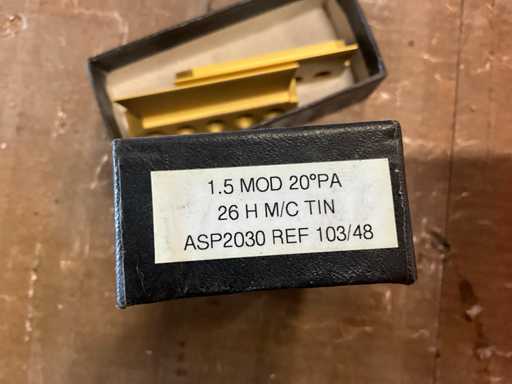 1.5 MOD 20°PA
26 H M/C TIN
ASP2030 REF 103/48